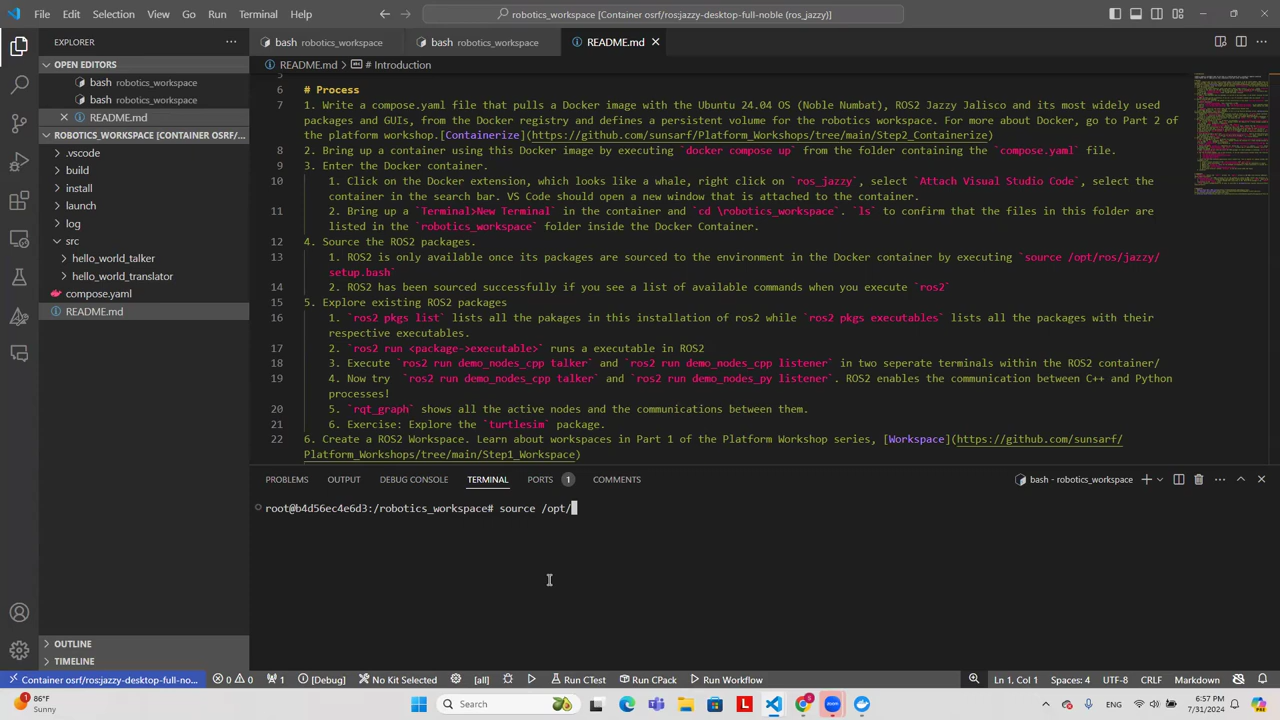 File Edit Selection View Go Run Terminal Help
robotics_workspace [Container osrf/ros:jazzy-desktop-full-noble (ros_jazzy)]
EXPLORER
bash robotics_workspace
bash robotics_workspace
README.md
OPEN EDITORS
README.md > # Introduction
bash robotics_workspace
bash robotics_workspace
README.md
ROBOTICS_WORKSPACE [CONTAINER OSRF/...
.vscode
build
install
launch
log
src
hello_world_talker
hello_world_translator
compose.yaml
README.md
OUTLINE
TIMELINE
5
6 # Process
7 1. Write a compose.yaml file that builds a Docker image with the Ubuntu 24.04 OS (Noble Numbat), ROS2 Jazzy Jalisco and its most widely used
packages and creates a persistent volume for the robotics workspace. For more about Docker, go to Part 2 of
the platform workshop.[Containerize](https://github.com/sunsarf/Platform_Workshop/tree/main/Step2_Containerize)
8 2. Bring up a container using this Docker image by executing `docker compose up` in the folder containing the `compose.yaml` file.
9 3. Enter the container
10 1. Under the Docker extension in VS Code, look for containers>what's-next click `ros_jazzy`. Select `Attach Visual Studio Code`, select the
option in the pop-up bar. This should open a new window that is attached to the container.
11 2. Bring up a `Terminal>New Terminal` in the container and `cd \robotics_workspace`. `ls` to confirm that the files in this folder are
listed in the `robotics_workspace` folder inside the Docker Container.
12 4. Source the ROS2 packages.
13 1. ROS2 is only available once its packages are sourced to the environment in the Docker container by executing `source /opt/ros/jazzy/
setup.bash`
14 2. ROS2 has been sourced successfully if you see a list of available commands when you execute `ros2`
15 5. Explore existing ROS2 packages
16 1. `ros2 pkgs list` lists all the pakages in this installation of ros2 while `ros2 pkgs executables` lists all the packages with their
respective executables.
17 2. `ros2 run <package->executable>` runs a executable in ROS2
18 3. Execute `ros2 run demo_nodes_cpp talker` and `ros2 run demo_nodes_cpp listener` in two seperate terminals within the ROS2 container/
19 4. Now try `ros2 run demo_nodes_cpp talker` and `ros2 run demo_nodes_py listener`. ROS2 enables the communication between C++ and Python
processes!
20 5. `rqt_graph` shows all the active nodes and the communications between them.
21 6. Exercise: Explore the `turtlesim` package.
22 6. Create a ROS2 Workspace. Learn about workspaces in Part 1 of the Platform Workshop series, [Workspace](https://github.com/sunsarf/
Platform_Workshops/tree/main/Step1_Workspace)
PROBLEMS OUTPUT DEBUG CONSOLE TERMINAL PORTS 1 COMMENTS
bash - robotics_workspace
root@b4d56ec4e6d3:/robotics_workspace# source /opt/
Container osrf/ros:jazzy-desktop-full-no... 0 0 1 [Debug] No Kit Selected [all] Run CTest Run CPack Run Workflow Ln 1, Col 1 Spaces: 4 UTF-8 CRLF Markdown
86°F
Sunny
Search
ENG
6:57 PM
7/31/2024